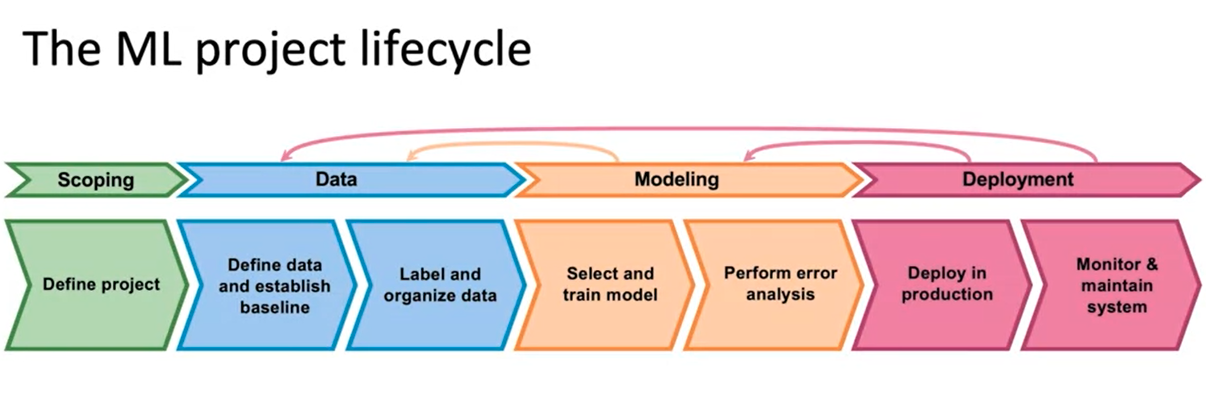 The ML project lifecycle
Scoping
Data
Modeling
Deployment
Define project
Define data
and establish
baseline
Label and
organize data
Select and
train model
Perform error
analysis
Deploy in
production
Monitor &
maintain
system